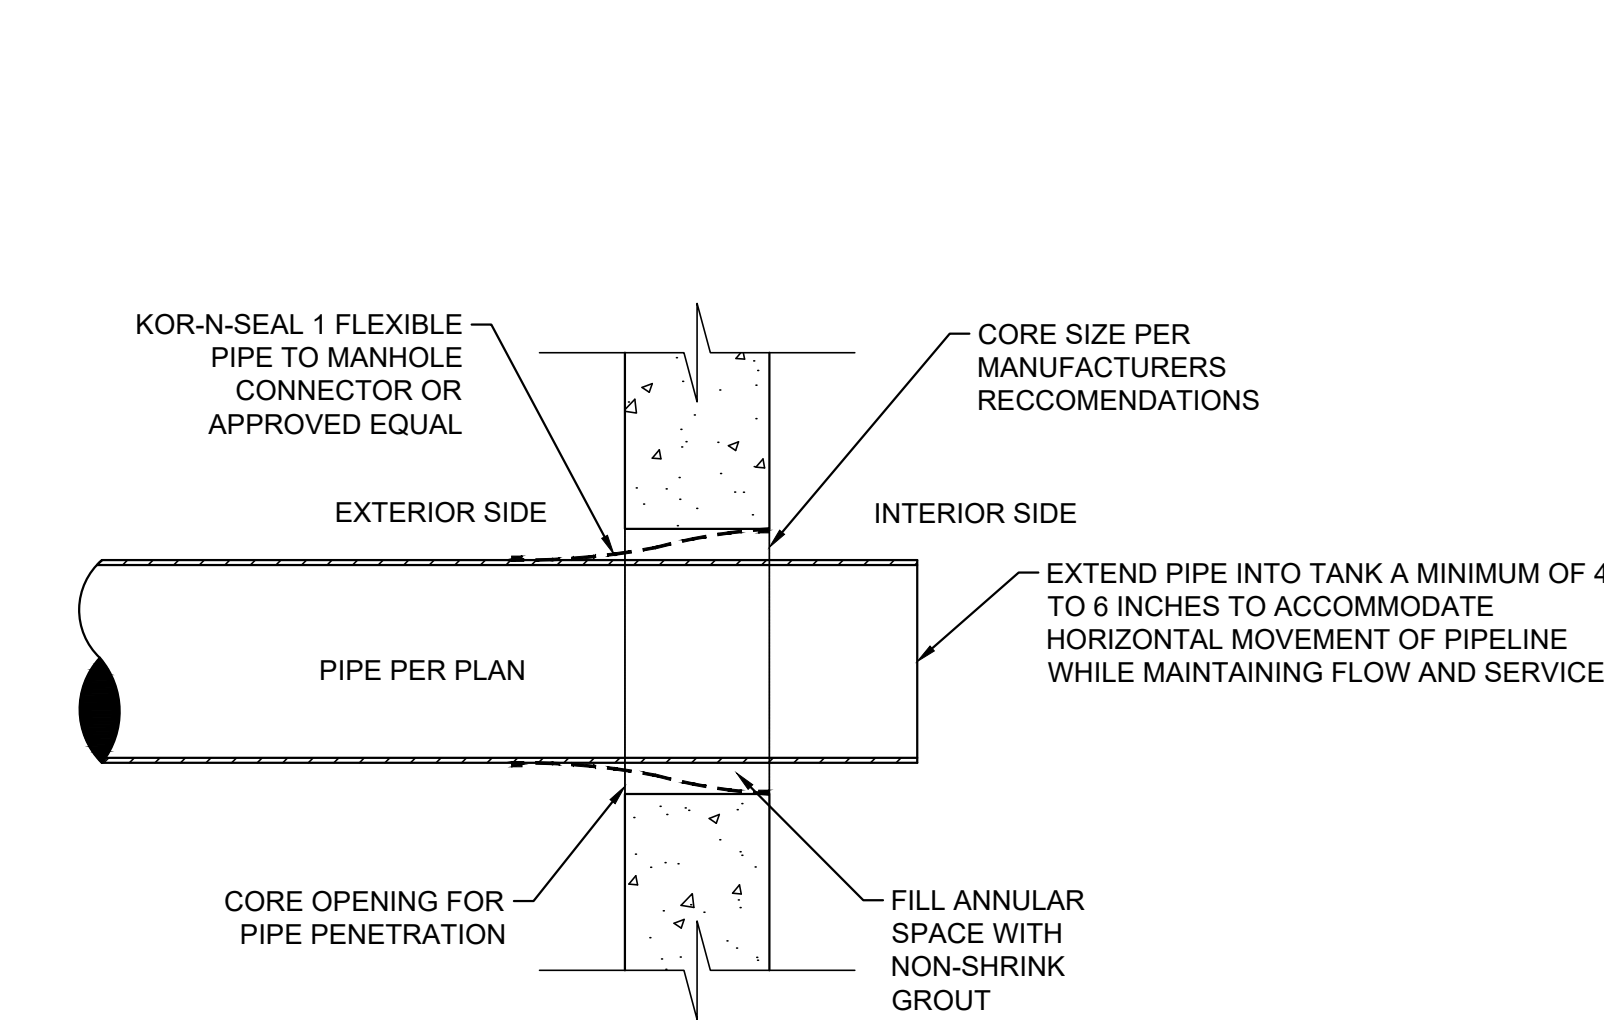 KOR-N-SEAL 1 FLEXIBLE
PIPE TO MANHOLE
CONNECTOR OR
APPROVED EQUAL
CORE SIZE PER
MANUFACTURERS
RECCOMENDATIONS
EXTERIOR SIDE
INTERIOR SIDE
EXTEND PIPE INTO TANK A MINIMUM OF 4
TO 6 INCHES TO ACCOMMODATE
HORIZONTAL MOVEMENT OF PIPELINE
WHILE MAINTAINING FLOW AND SERVICE
PIPE PER PLAN
CORE OPENING FOR
PIPE PENETRATION
FILL ANNULAR
SPACE WITH
NON-SHRINK
GROUT